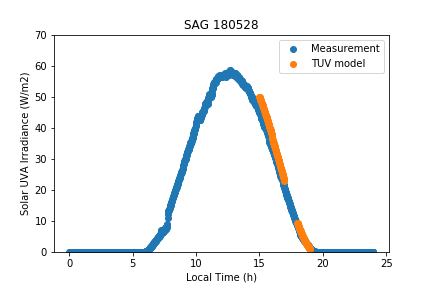 SAG 180528
Measurement
TUV model
Solar UVA Irradiance (W/m2)
70
60
50
40
30
20
10
0
0 5 10 15 20 25
Local Time (h)